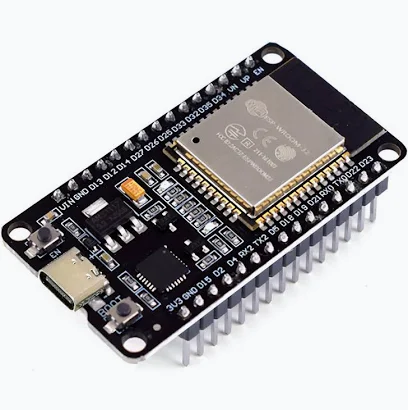 VIN GND D13 D12 D14 D27 D26 D25 D33 D32 D35 D34 VN VP EN
CE
EN
BOOT
3V3 GND D15 D2 D4 RX2 TX2 D5 D18 D19 D21 RX0 TX0 D22 D23